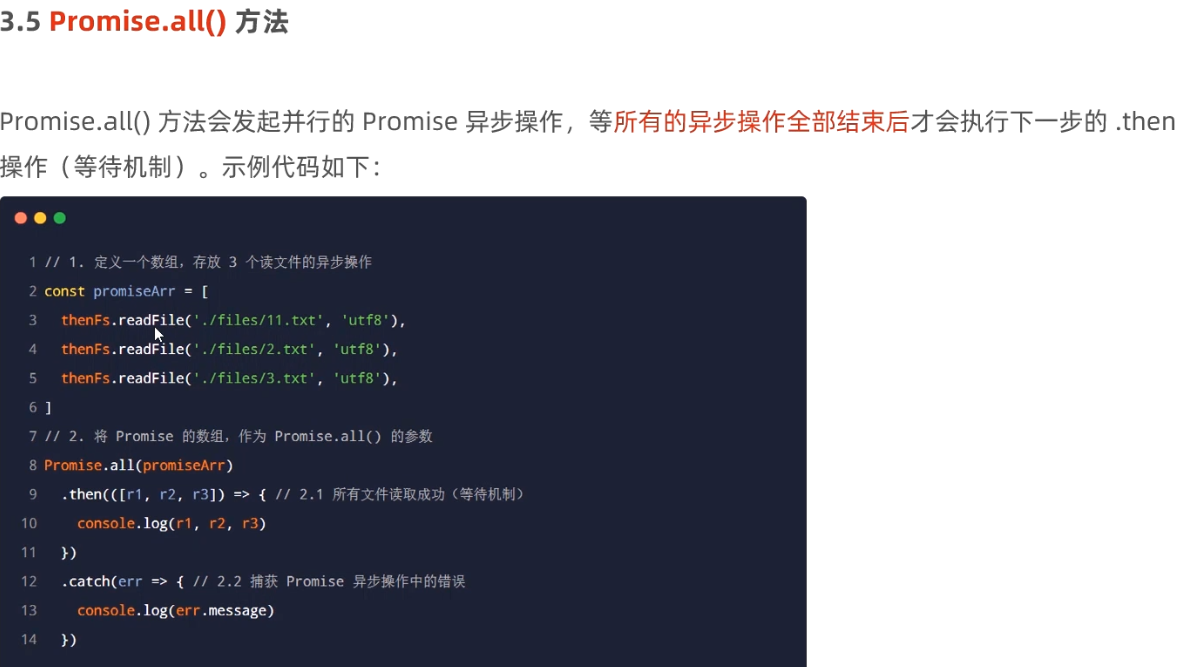 3.5 Promise.all() 方法
Promise.all() 方法会发起并行的 Promise 异步操作，等所有的异步操作全部结束后才会执行下一步的 .then
操作（等待机制）。示例代码如下：
1 // 1. 定义一个数组，存放 3 个读文件的异步操作
2 const promiseArr = [
3   thenFs.readFile('./files/11.txt', 'utf8'),
4   thenFs.readFile('./files/2.txt', 'utf8'),
5   thenFs.readFile('./files/3.txt', 'utf8'),
6 ]
7 // 2. 将 Promise 的数组，作为 Promise.all() 的参数
8 Promise.all(promiseArr)
9   .then(([r1, r2, r3]) => { // 2.1 所有文件读取成功（等待机制）
10     console.log(r1, r2, r3)
11   })
12   .catch(err => { // 2.2 捕获 Promise 异步操作中的错误
13     console.log(err.message)
14   })